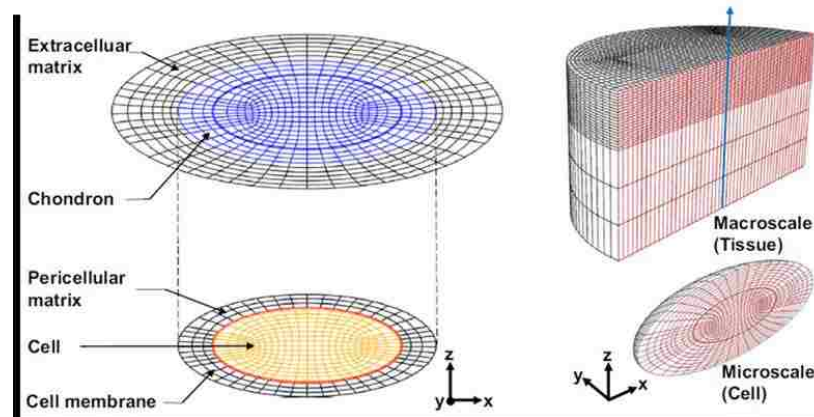 Extracelluar
matrix
Chondron
Pericellular
matrix
Cell
Cell membrane
z
y
x
Macroscale
(Tissue)
z
y
x
Microscale
(Cell)